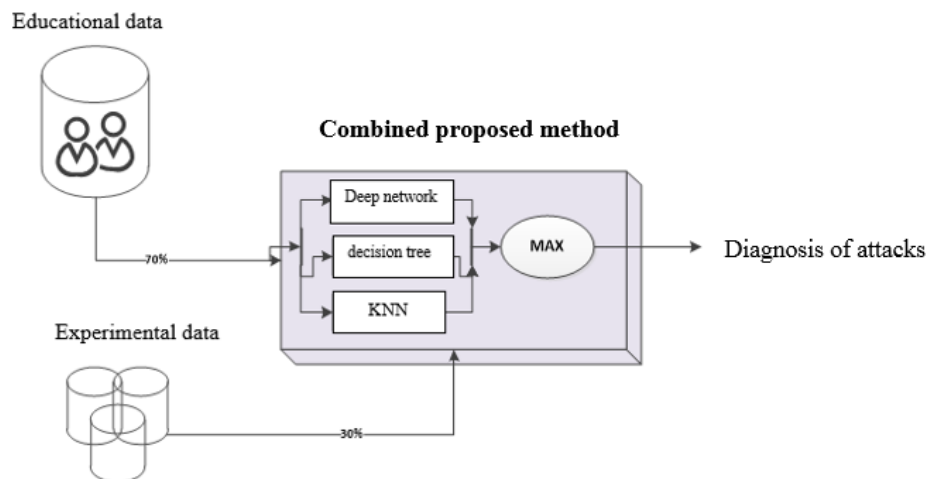 Educational data
Combined proposed method
Deep network
decision tree
KNN
MAX
Diagnosis of attacks
70%
Experimental data
30%